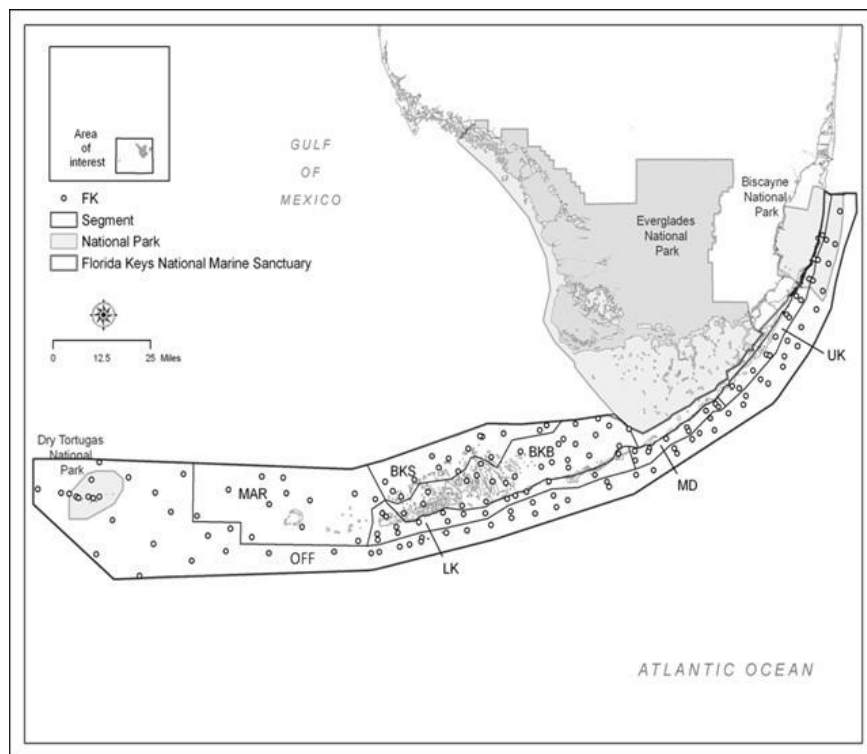 GULF
OF
MEXICO
Area
of
interest
FK
Segment
National Park
Florida Keys National Marine Sanctuary
0 12.5 25 Miles
Biscayne
National
Park
Everglades
National
Park
UK
Dry Tortugas
National
Park
BKS
BKB
MD
MAR
OFF
LK
ATLANTIC OCEAN